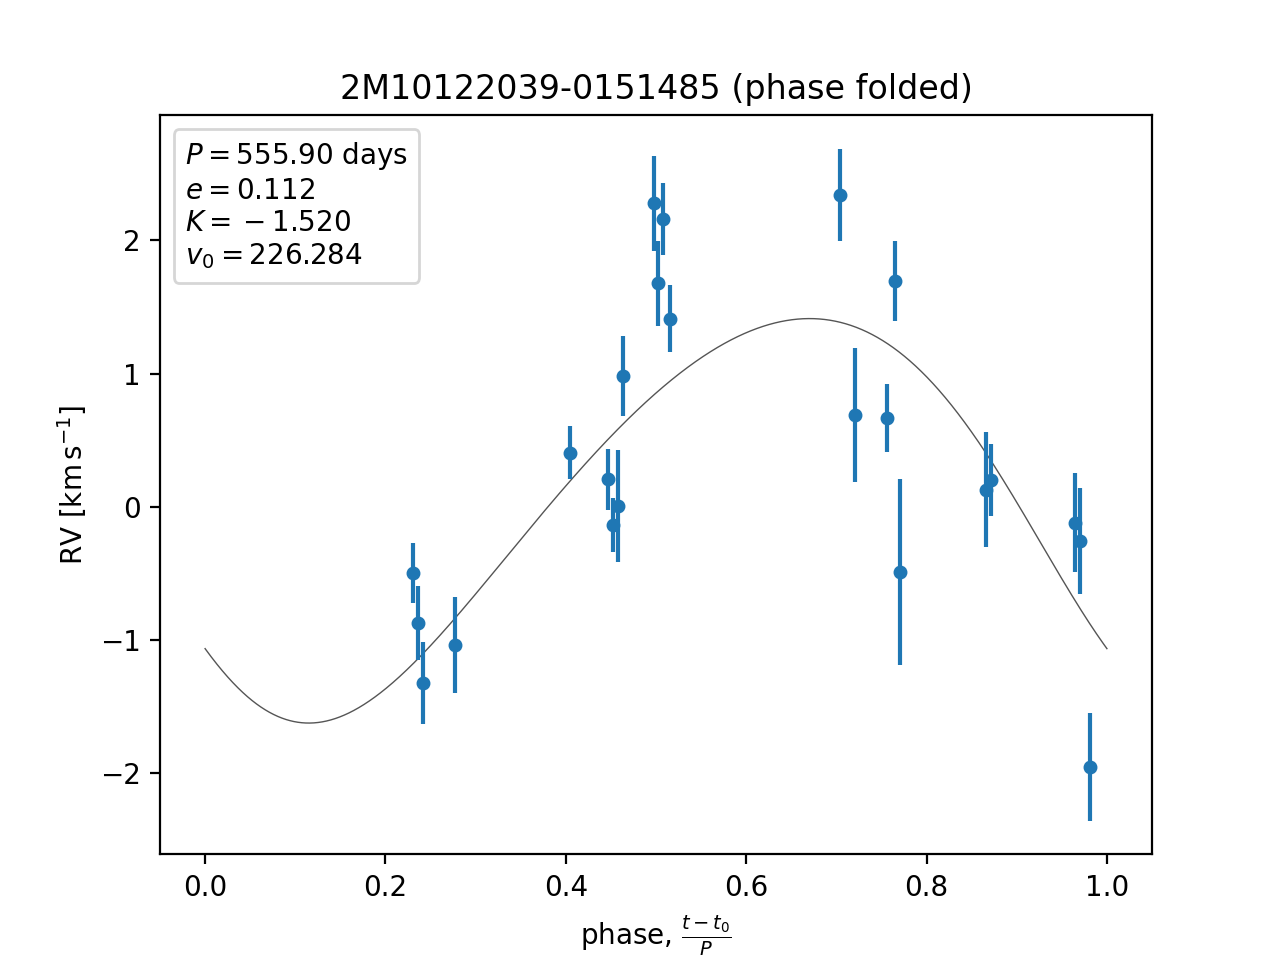 2M10122039-0151485 (phase folded)
P = 555.90 days
e = 0.112
K = −1.520
v₀ = 226.284
2
1
0
−1
−2
RV [km s⁻¹]
0.0 0.2 0.4 0.6 0.8 1.0
phase, (t − t₀)/P